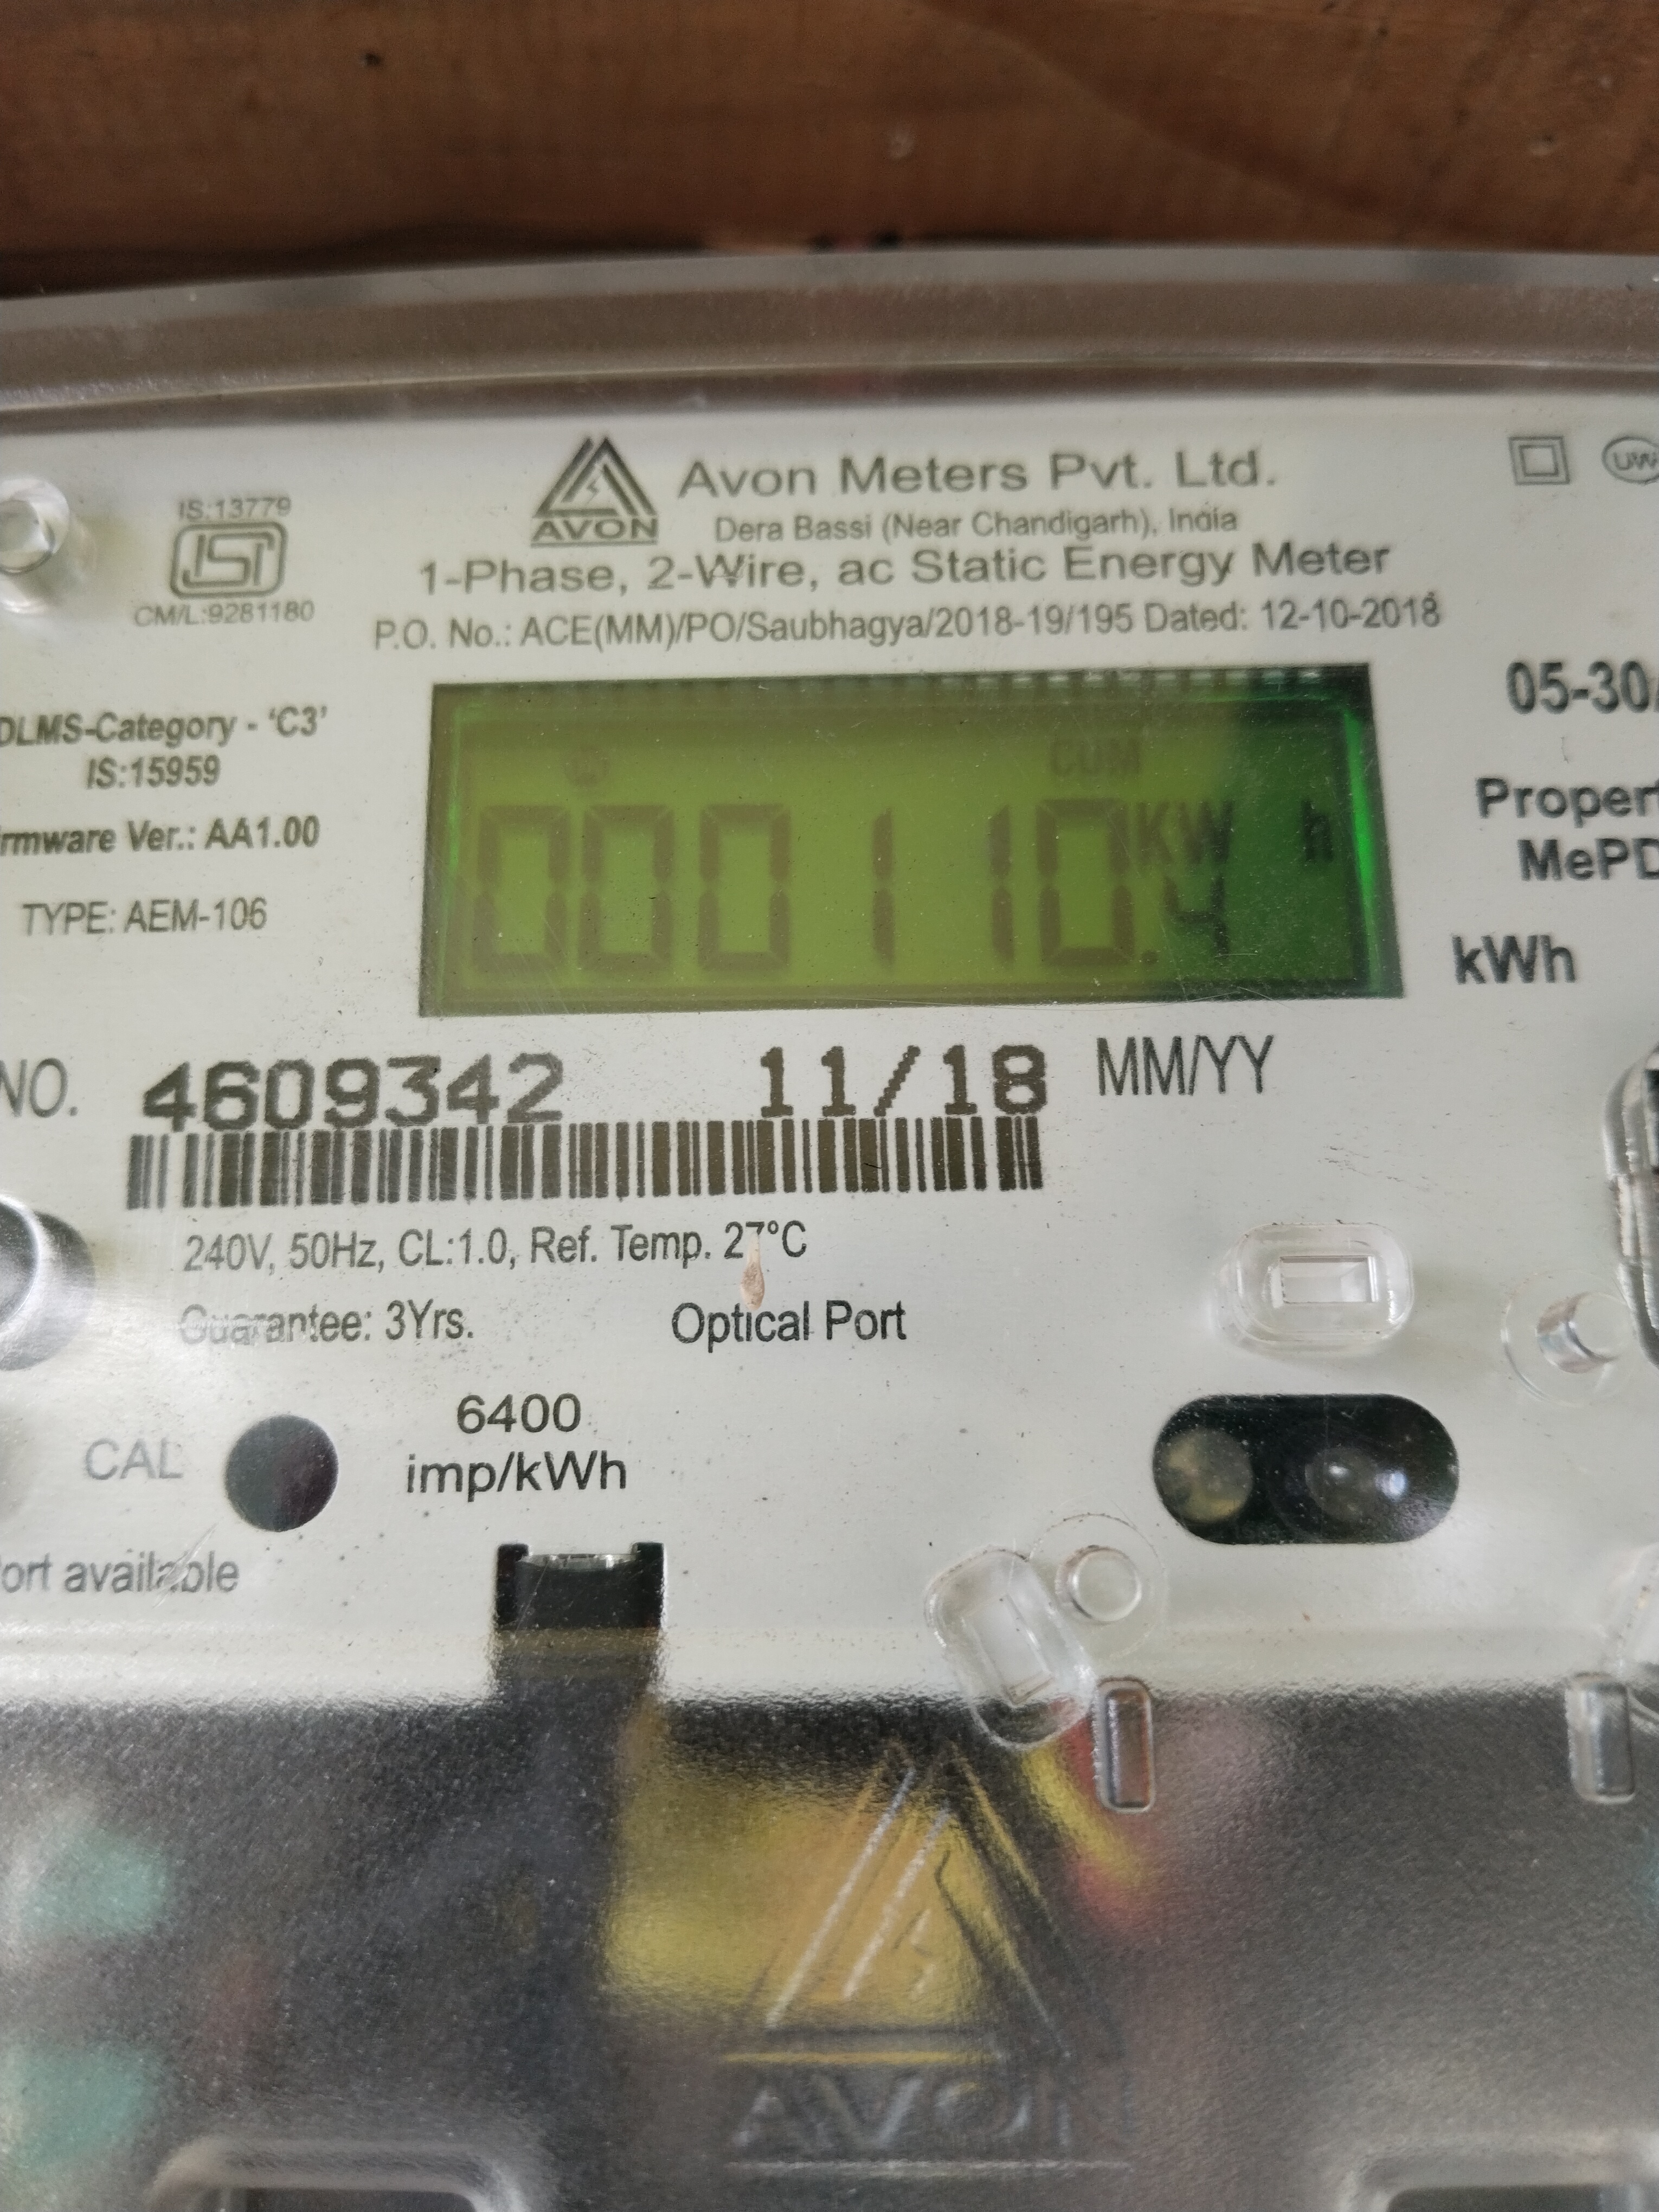 Avon Meters Pvt. Ltd.
AVON
Dera Bassi (Near Chandigarh), India
1-Phase, 2-Wire, ac Static Energy Meter
P.O. No.: ACE(MM)/PO/Saubhagya/2018-19/195 Dated: 12-10-2018
IS:13779
ISI
CM/L:9281180
DLMS-Category - 'C3'
IS:15959
rmware Ver.: AA1.00
TYPE: AEM-106
CUM
000110.4 KW h
05-30
Propert
MePD
kWh
NO. 4609342 11/18 MM/YY
240V, 50Hz, CL:1.0, Ref. Temp. 27°C
Guarantee: 3Yrs.
Optical Port
CAL
6400
imp/kWh
ort available
AVON